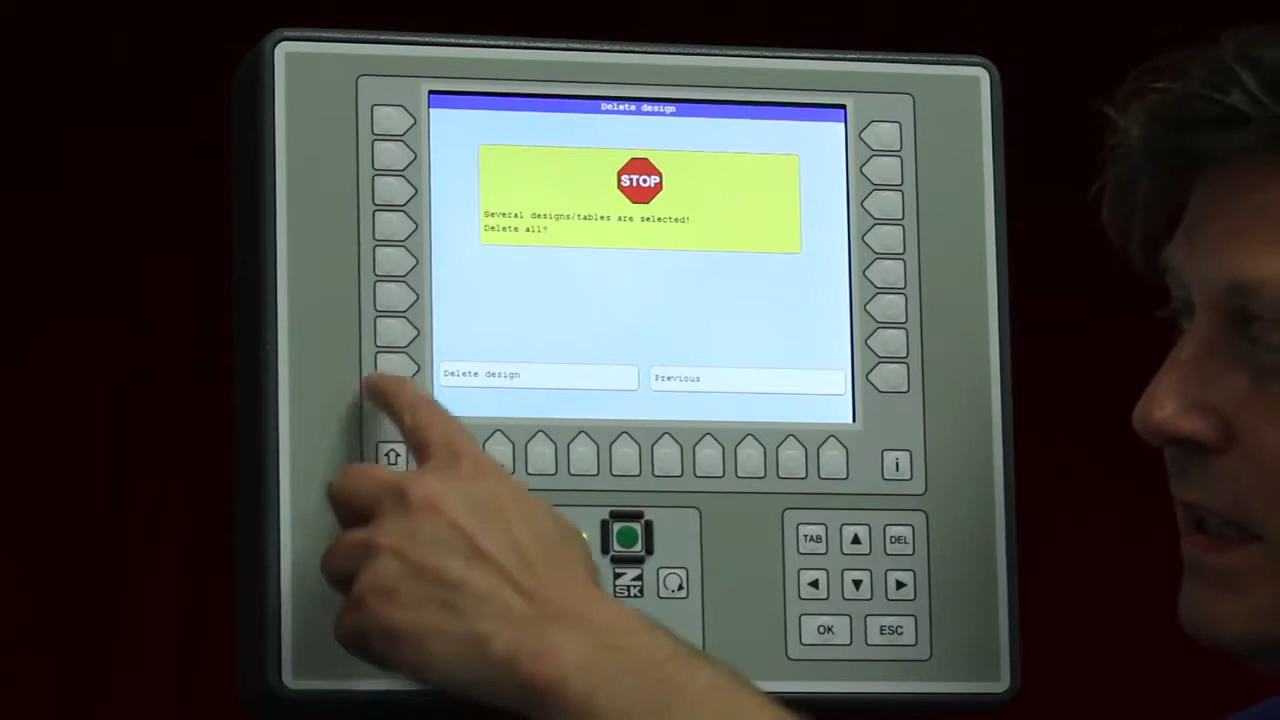 Delete design
STOP
Several designs/tables are selected!
Delete all?
Delete design
Previous
i
TAB
DEL
ZSK
OK
ESC